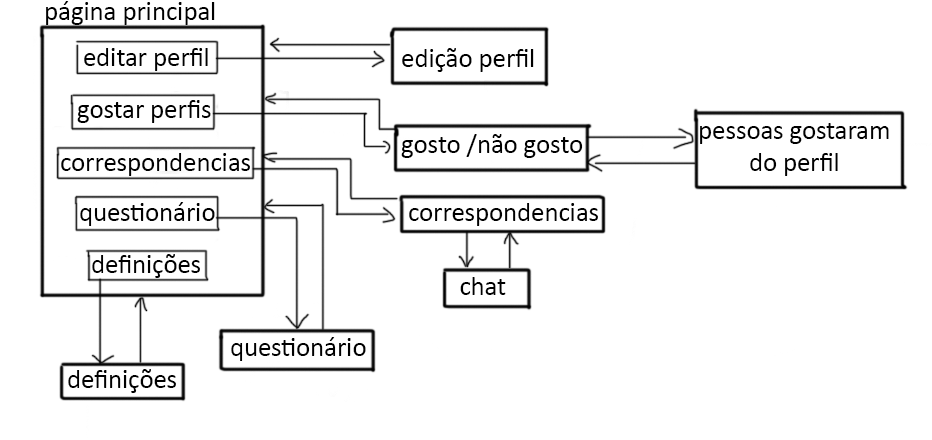 página principal
editar perfil
edição perfil
gostar perfis
gosto /não gosto
pessoas gostaram
do perfil
correspondencias
correspondencias
questionário
chat
definições
questionário
definições